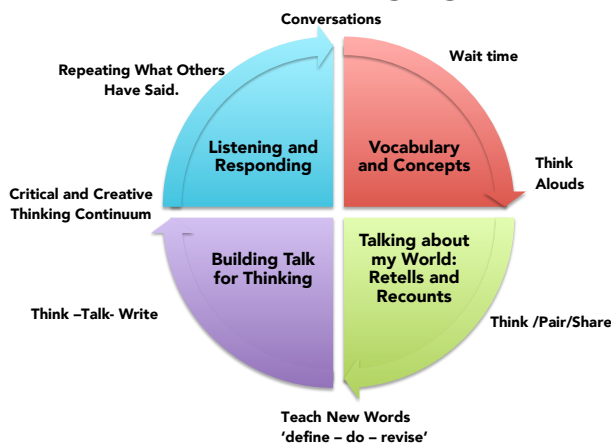 Conversations
Wait time
Repeating What Others
Have Said.
Listening and
Responding
Vocabulary
and Concepts
Think
Alouds
Critical and Creative
Thinking Continuum
Building Talk
for Thinking
Talking about
my World:
Retells and
Recounts
Think –Talk- Write
Think /Pair/Share
Teach New Words
‘define – do – revise’